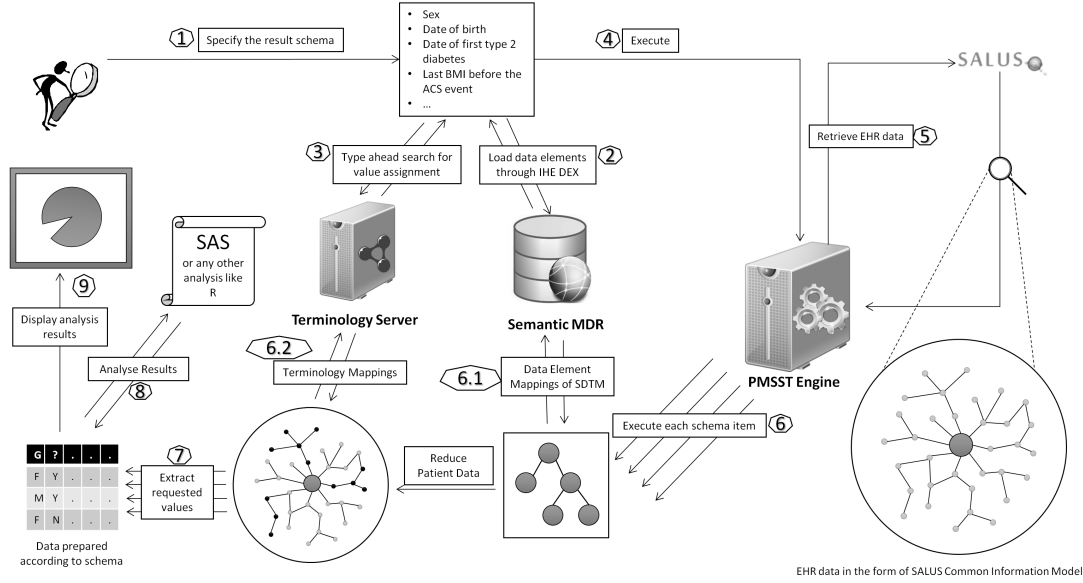 1
Specify the result schema
• Sex
• Date of birth
• Date of first type 2
diabetes
• Last BMI before the
ACS event
• ...
4
Execute
SALUS
Retrieve EHR data
5
3
Type ahead search for
value assignment
Load data elements
through IHE DEX
2
SAS
or any other
analysis like
R
9
Display analysis
results
Terminology Server
Semantic MDR
PMSST Engine
6.2
Terminology Mappings
6.1
Data Element
Mappings of SDTM
Analyse Results
8
Execute each schema item
6
Reduce
Patient Data
7
Extract
requested
values
G ? . . .
F Y . . .
M Y . . .
F N . . .
Data prepared
according to schema
EHR data in the form of SALUS Common Information Model